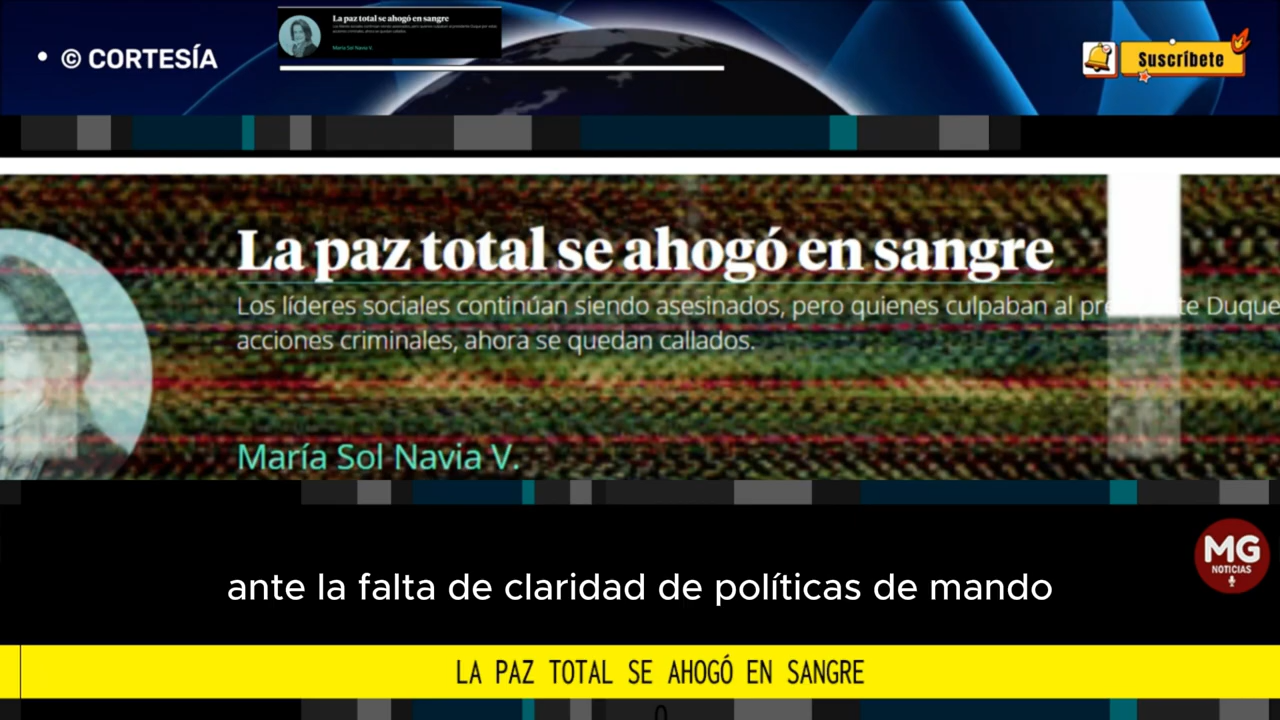 • © CORTESÍA
La paz total se ahogó en sangre
María Sol Navia V.
Suscríbete
La paz total se ahogó en sangre
Los líderes sociales continúan siendo asesinados, pero quienes culpaban al pre te Duque
acciones criminales, ahora se quedan callados.
María Sol Navia V.
MG
NOTICIAS
ante la falta de claridad de políticas de mando
LA PAZ TOTAL SE AHOGÓ EN SANGRE